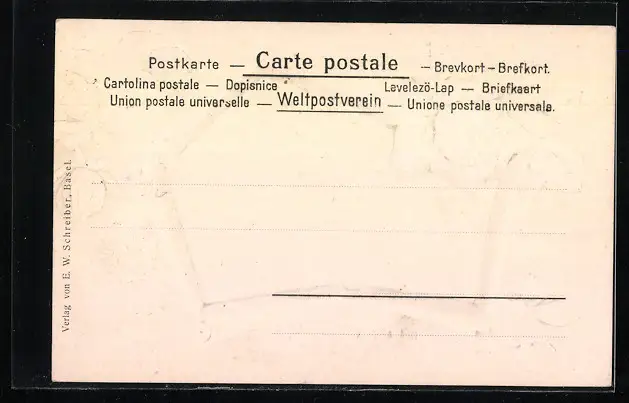 Postkarte — Carte postale — Brevkort – Brefkort.
Cartolina postale — Dopisnice Levelezö-Lap — Briefkaart
Union postale universelle — Weltpostverein — Unione postale universale.
Verlag von E. W. Schreiber, Basel.